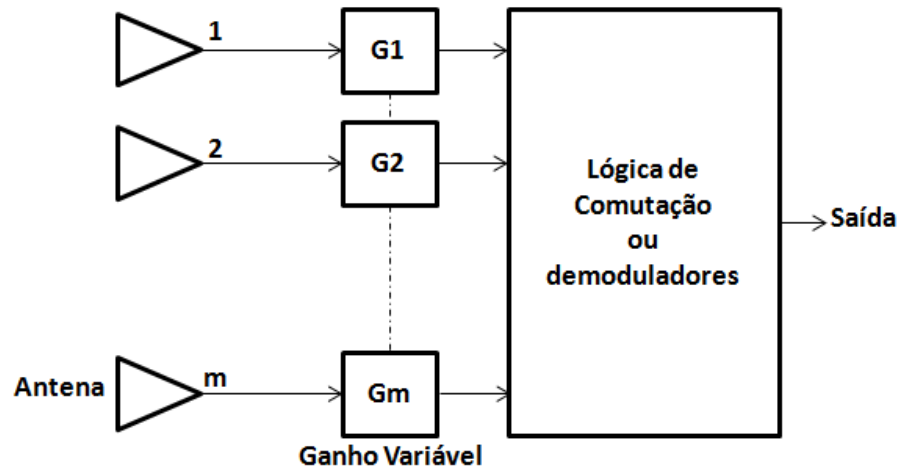 1
G1
2
G2
Lógica de
Comutação
ou
demoduladores
Saída
Antena
m
Gm
Ganho Variável